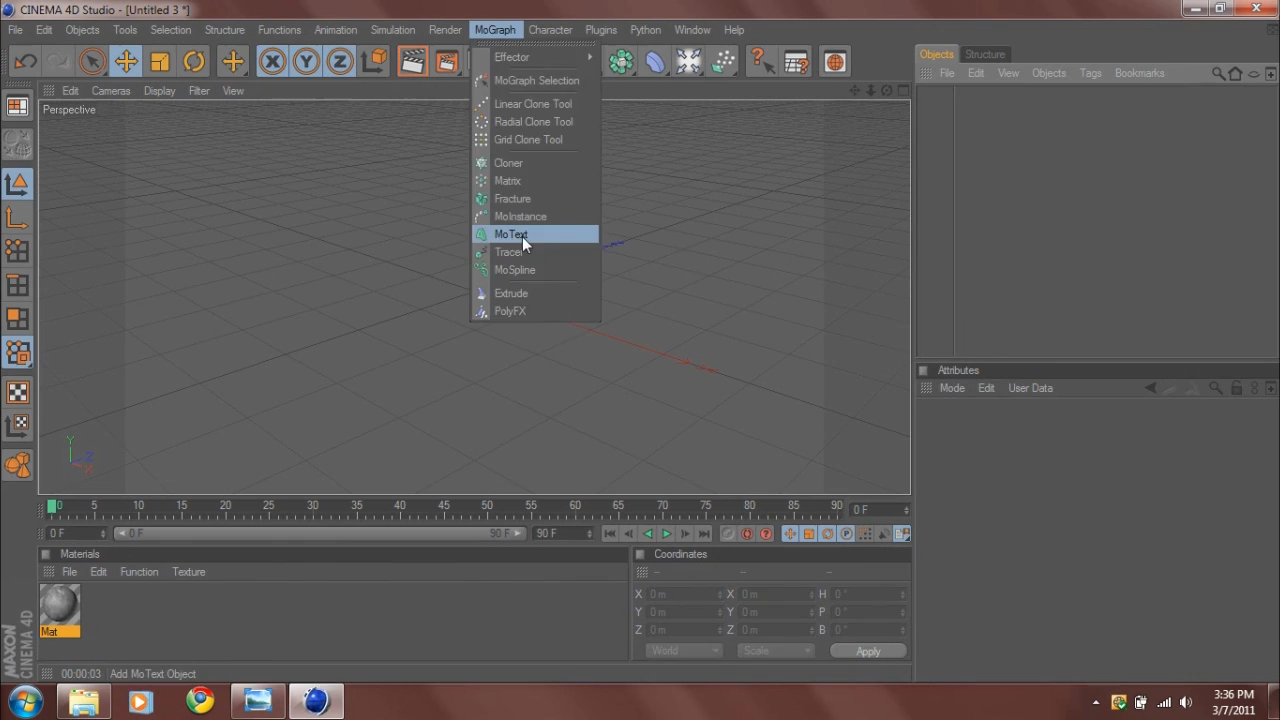 CINEMA 4D Studio - [Untitled 3 *]
File Edit Objects Tools Selection Structure Functions Animation Simulation Render MoGraph Character Plugins Python Window Help
Effector
MoGraph Selection
Linear Clone Tool
Radial Clone Tool
Grid Clone Tool
Cloner
Matrix
Fracture
MoInstance
MoText
Tracer
MoSpline
Extrude
PolyFX
X Y Z
Edit Cameras Display Filter View
Perspective
Y
Z
X
Objects Structure
File Edit View Objects Tags Bookmarks
Attributes
Mode Edit User Data
0 5 10 15 20 25 30 35 40 45 50 55 60 65 70 75 80 85 90 0 F
0 F 0 F 90 F 90 F P
Materials
File Edit Function Texture
Mat
Coordinates
-- -- --
X 0 m X 0 m H 0 °
Y 0 m Y 0 m P 0 °
Z 0 m Z 0 m B 0 °
World Scale Apply
MAXON
CINEMA 4D
00:00:03 Add MoText Object
3:36 PM
3/7/2011